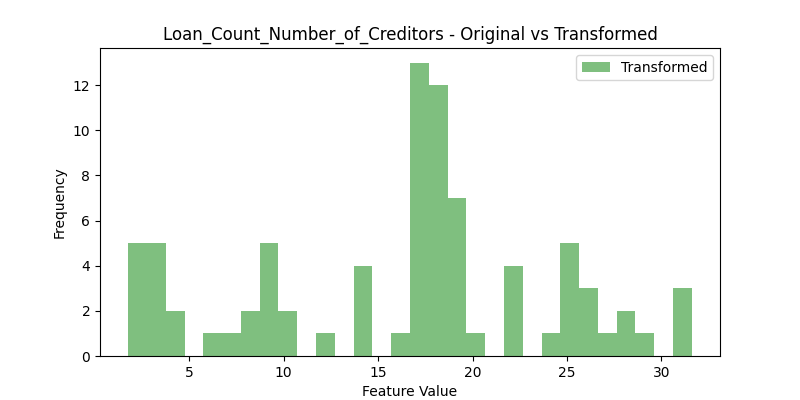 Loan_Count_Number_of_Creditors - Original vs Transformed
Transformed
Frequency
12
10
8
6
4
2
0
5 10 15 20 25 30
Feature Value